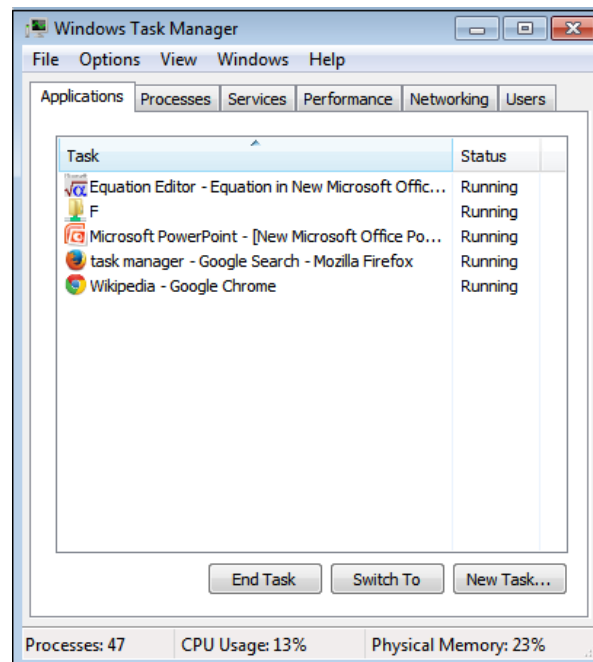 Windows Task Manager
File Options View Windows Help
Applications Processes Services Performance Networking Users
Task Status
Equation Editor - Equation in New Microsoft Offic... Running
F Running
Microsoft PowerPoint - [New Microsoft Office Po... Running
task manager - Google Search - Mozilla Firefox Running
Wikipedia - Google Chrome Running
End Task Switch To New Task...
Processes: 47 CPU Usage: 13% Physical Memory: 23%